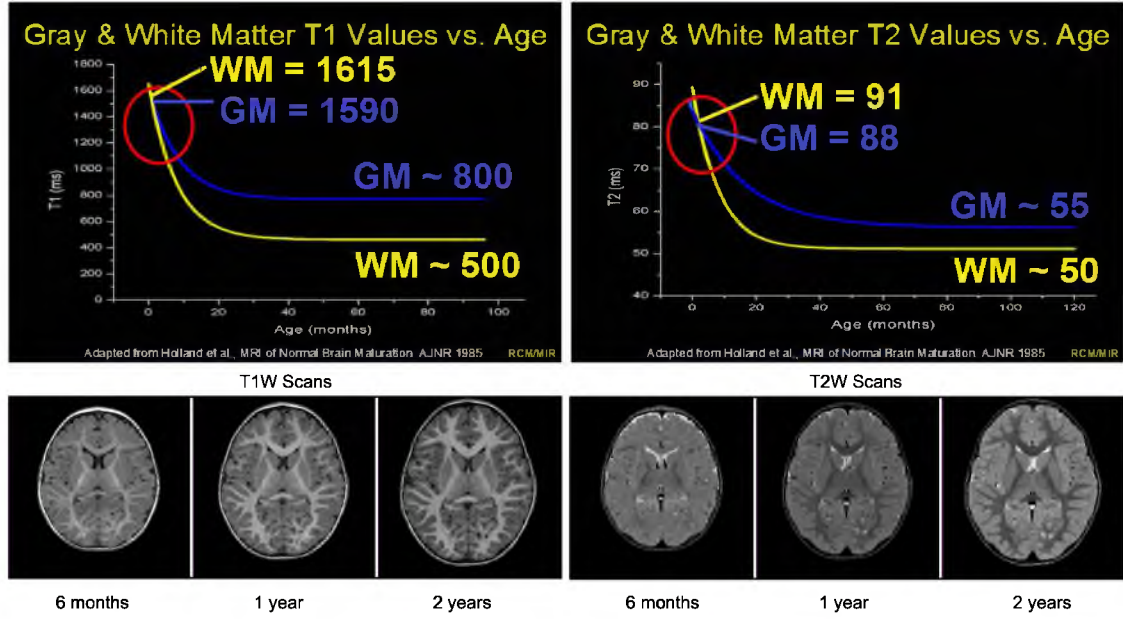 Gray & White Matter T1 Values vs. Age
WM = 1615
GM = 1590
GM ~ 800
WM ~ 500
T1 (ms)
1800
1600
1400
1200
1000
800
600
400
200
0
0 20 40 60 80 100
Age (months)
Adapted from Holland et al., MRI of Normal Brain Maturation AJNR 1985 RCM/MIR
Gray & White Matter T2 Values vs. Age
WM = 91
GM = 88
GM ~ 55
WM ~ 50
T2 (ms)
90
80
70
60
50
40
0 20 40 60 80 100 120
Age (months)
Adapted from Holland et al., MRI of Normal Brain Maturation AJNR 1985 RCM/MIR
T1W Scans
T2W Scans
6 months 1 year 2 years
6 months 1 year 2 years